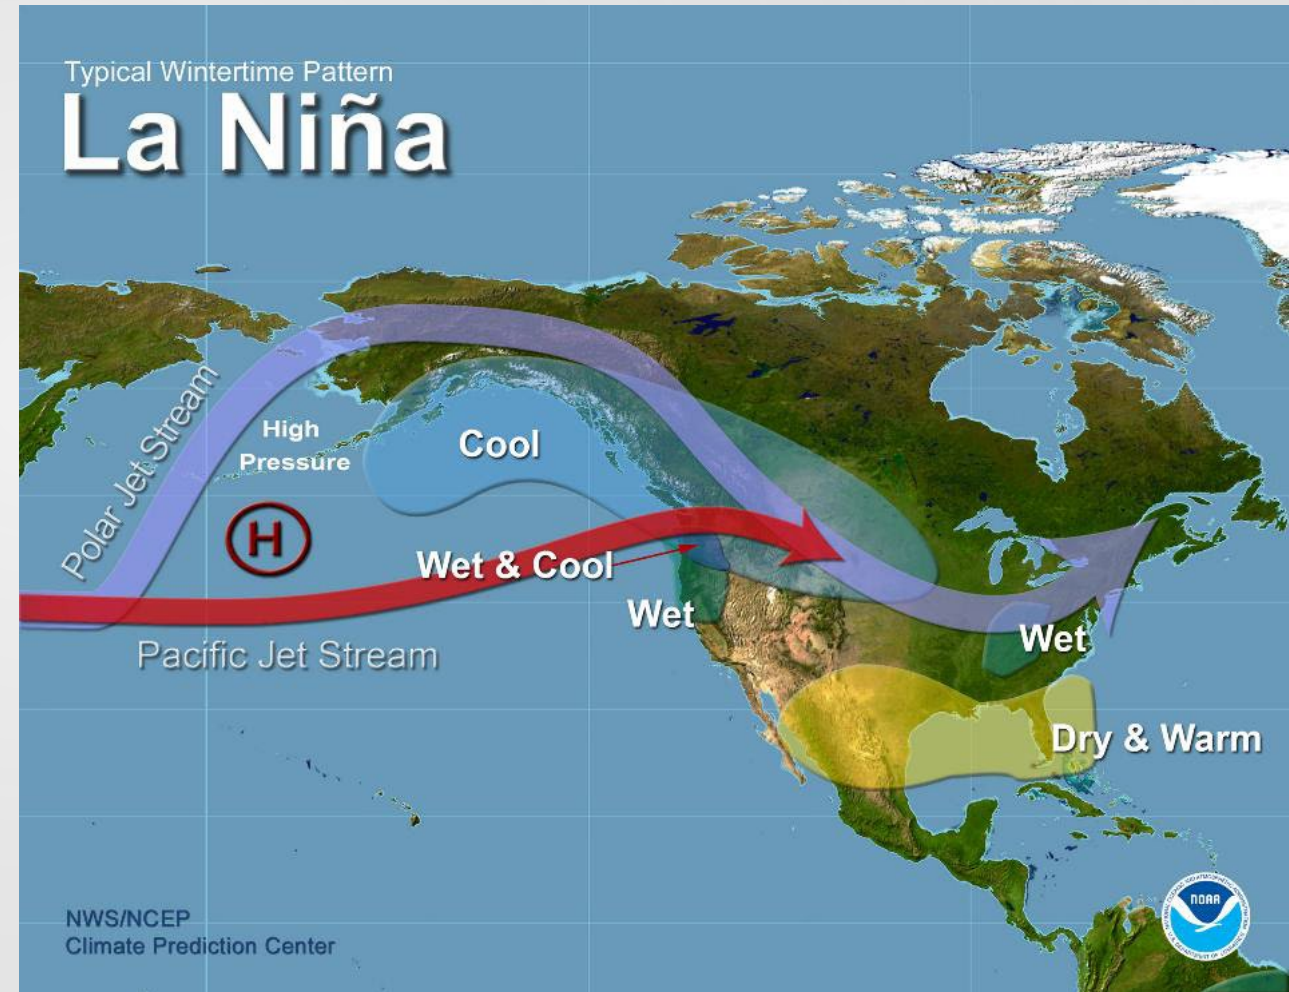 Typical Wintertime Pattern
La Niña
Polar Jet Stream
High
Pressure
H
Cool
Wet & Cool
Wet
Pacific Jet Stream
Wet
Dry & Warm
NWS/NCEP
Climate Prediction Center
NOAA